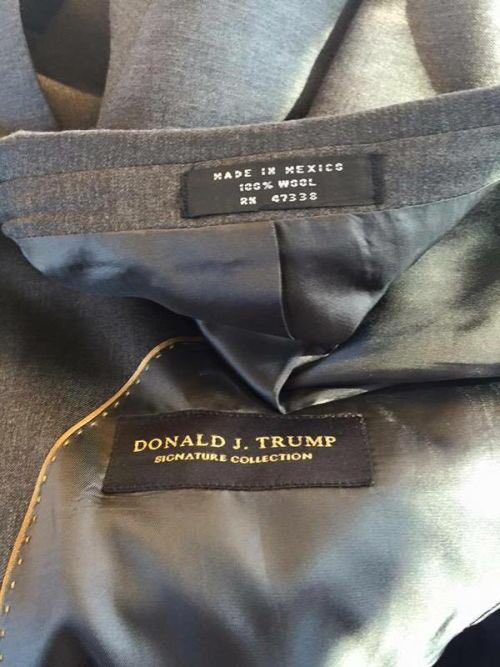 MADE IN MEXICO
100% WOOL
RN 47338
DONALD J. TRUMP
SIGNATURE COLLECTION